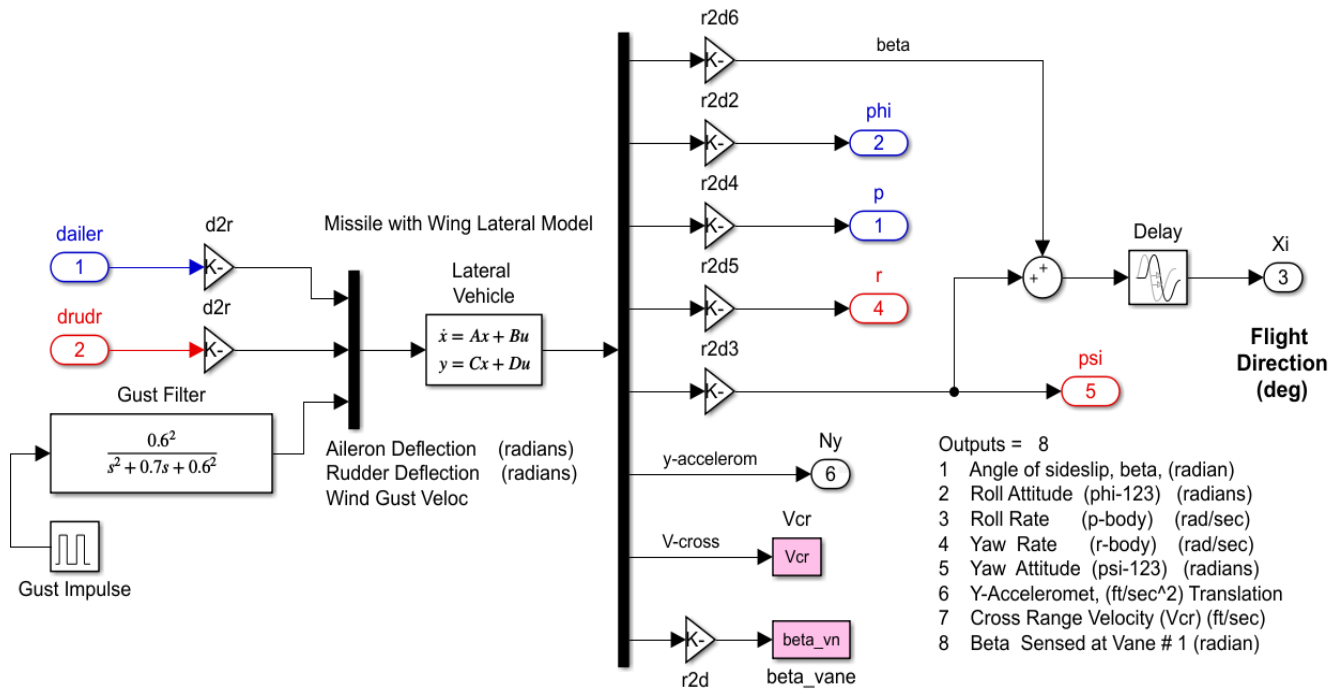 r2d6
K-
beta
r2d2
K-
phi
2
r2d4
K-
p
1
r2d5
K-
r
4
r2d3
K-
psi
5
Delay
Xi
3
Flight
Direction
(deg)
Missile with Wing Lateral Model
dailer
1
d2r
K-
drudr
2
d2r
K-
Lateral
Vehicle
ẋ = Ax + Bu
y = Cx + Du
Gust Filter
0.6²
s² + 0.7s + 0.6²
Gust Impulse
Aileron Deflection (radians)
Rudder Deflection (radians)
Wind Gust Veloc
y-accelerom
Ny
6
V-cross
Vcr
Vcr
K-
r2d
beta_vn
beta_vane
+
+
Outputs = 8
1 Angle of sideslip, beta, (radian)
2 Roll Attitude (phi-123) (radians)
3 Roll Rate (p-body) (rad/sec)
4 Yaw Rate (r-body) (rad/sec)
5 Yaw Attitude (psi-123) (radians)
6 Y-Acceleromet, (ft/sec^2) Translation
7 Cross Range Velocity (Vcr) (ft/sec)
8 Beta Sensed at Vane # 1 (radian)